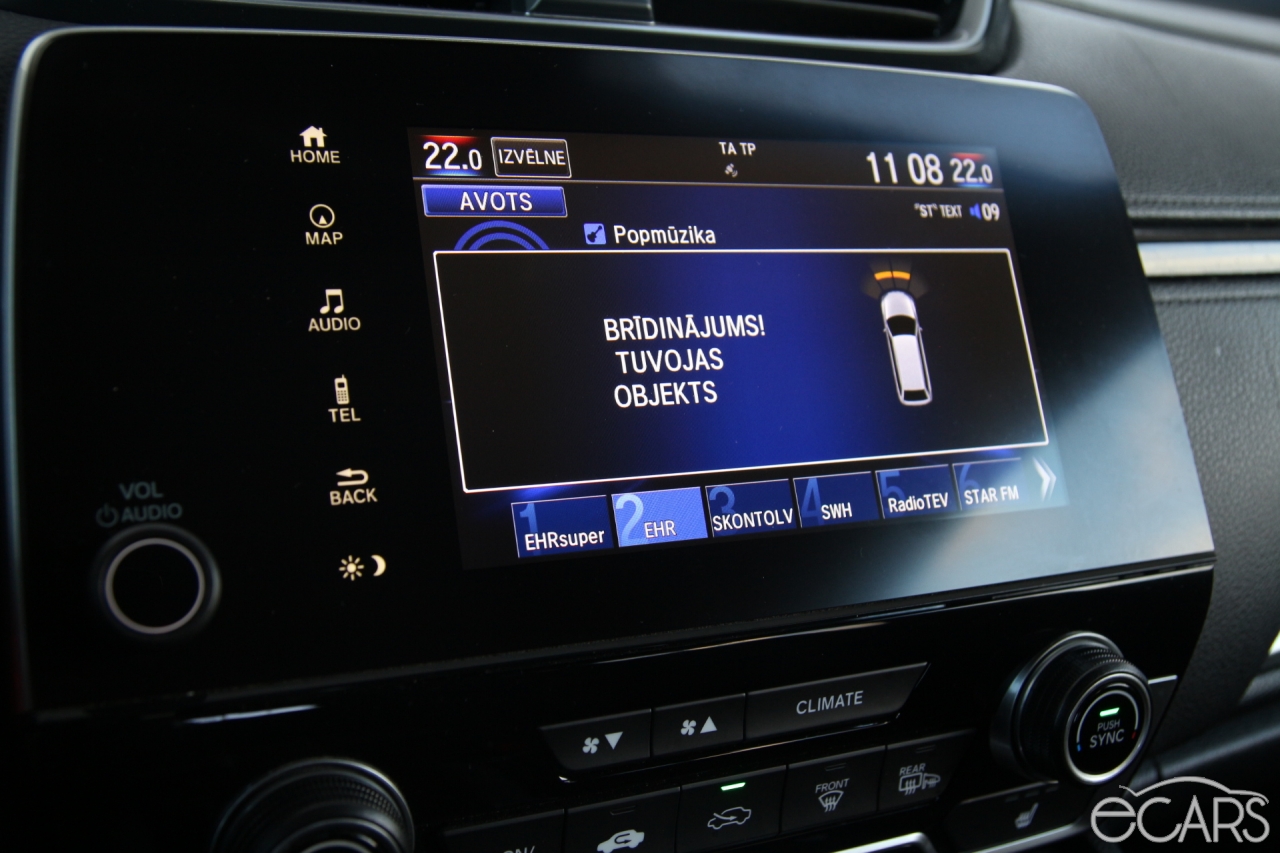 22.0 IZVĒLNE TA TP 11 08 22.0
AVOTS "ST" TEXT 09
Popmūzika
BRĪDINĀJUMS!
TUVOJAS
OBJEKTS
1 EHRsuper 2 EHR 3 SKONTOLV 4 SWH 5 RadioTEV 6 STAR FM
HOME
MAP
AUDIO
TEL
BACK
VOL
AUDIO
CLIMATE
PUSH
SYNC
FRONT
REAR
ON/
eCARS